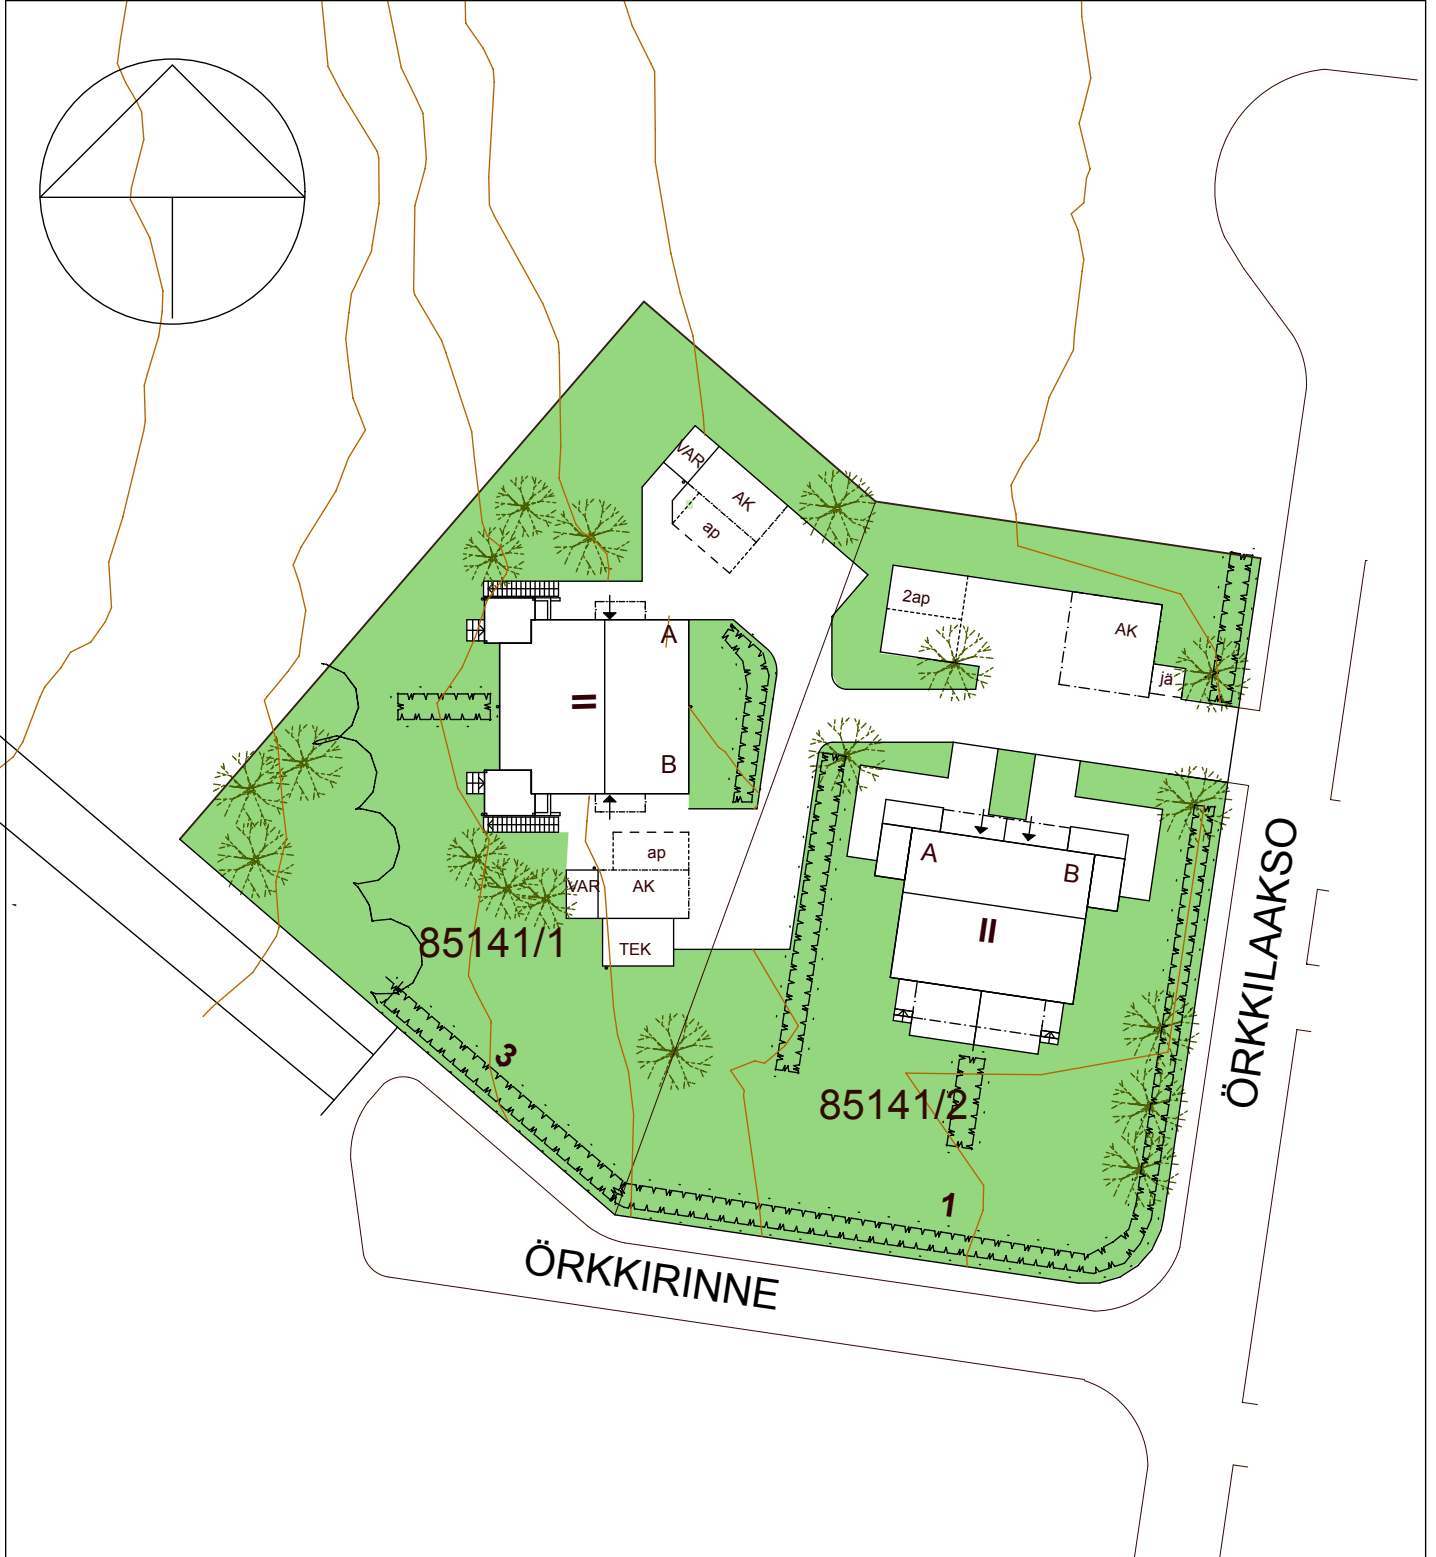 VAR
AK
ap
2ap
AK
jä
A
II
B
ap
VAR
AK
TEK
85141/1
A
B
II
3
85141/2
1
ÖRKKIRINNE
ÖRKKILAAKSO